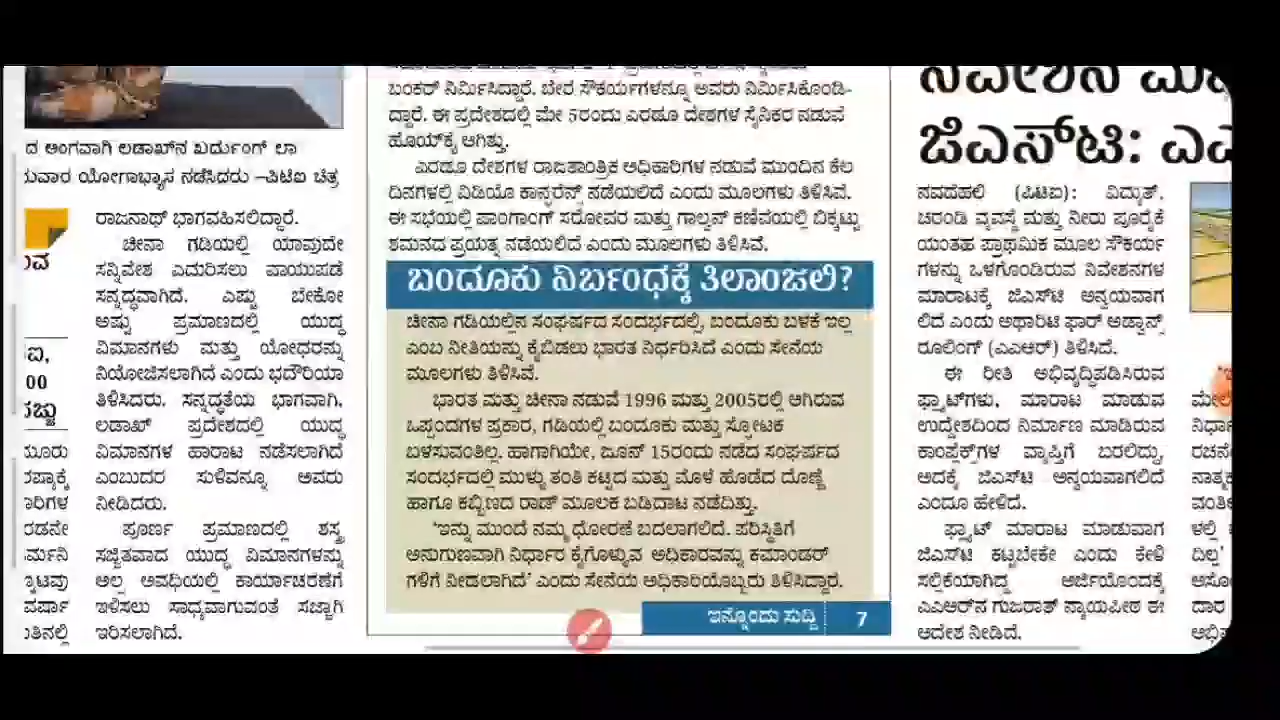 ದ ಅಂಗವಾಗಿ ಲಡಾಖ್‌ನ ಖರ್ದುಂಗ್ ಲಾ
ಯೋಗಾಭ್ಯಾಸ ನಡೆಸಿದರು –ಪಿಟಿಐ ಚಿತ್ರ
00
ರಾಜನಾಥ್ ಭಾಗವಹಿಸಲಿದ್ದಾರೆ.
ಚೀನಾ ಗಡಿಯಲ್ಲಿ ಯಾವುದೇ
ಸನ್ನಿವೇಶ ಎದುರಿಸಲು ವಾಯುಪಡೆ
ಸನ್ನದ್ಧವಾಗಿದೆ. ಎಷ್ಟು ಬೇಕೋ
ಅಷ್ಟು ಪ್ರಮಾಣದಲ್ಲಿ ಯುದ್ಧ
ವಿಮಾನಗಳು ಮತ್ತು ಯೋಧರನ್ನು
ನಿಯೋಜಿಸಲಾಗಿದೆ ಎಂದು ಭದೌರಿಯಾ
ತಿಳಿಸಿದರು. ಸನ್ನದ್ಧತೆಯ ಭಾಗವಾಗಿ,
ಲಡಾಖ್ ಪ್ರದೇಶದಲ್ಲಿ ಯುದ್ಧ
ವಿಮಾನಗಳ ಹಾರಾಟ ನಡೆಸಲಾಗಿದೆ
ಎಂಬುದರ ಸುಳಿವನ್ನೂ ಅವರು
ನೀಡಿದರು.
ಪೂರ್ಣ ಪ್ರಮಾಣದಲ್ಲಿ ಶಸ್ತ್ರ
ಸಜ್ಜಿತವಾದ ಯುದ್ಧ ವಿಮಾನಗಳನ್ನು
ಅಲ್ಪ ಅವಧಿಯಲ್ಲಿ ಕಾರ್ಯಾಚರಣೆಗೆ
ಇಳಿಸಲು ಸಾಧ್ಯವಾಗುವಂತೆ ಸಜ್ಜಾಗಿ
ಇರಿಸಲಾಗಿದೆ.
ಬಂಕರ್ ನಿರ್ಮಿಸಿದ್ದಾರೆ. ಬೇರೆ ಸೌಕರ್ಯಗಳನ್ನೂ ಅವರು ನಿರ್ಮಿಸಿಕೊಂಡಿ-
ದ್ದಾರೆ. ಈ ಪ್ರದೇಶದಲ್ಲಿ ಮೇ 5ರಂದು ಎರಡೂ ದೇಶಗಳ ಸೈನಿಕರ ನಡುವೆ
ಹೊಯ್‌ಕೈ ಆಗಿತ್ತು.
ಎರಡೂ ದೇಶಗಳ ರಾಜತಾಂತ್ರಿಕ ಅಧಿಕಾರಿಗಳ ನಡುವೆ ಮುಂದಿನ ಕೆಲ
ದಿನಗಳಲ್ಲಿ ವಿಡಿಯೊ ಕಾನ್ಫರೆನ್ಸ್ ನಡೆಯಲಿದೆ ಎಂದು ಮೂಲಗಳು ತಿಳಿಸಿವೆ.
ಈ ಸಭೆಯಲ್ಲಿ ಪಾಂಗಾಂಗ್ ಸರೋವರ ಮತ್ತು ಗಾಲ್ವನ್ ಕಣಿವೆಯಲ್ಲಿ ಬಿಕ್ಕಟ್ಟು
ಶಮನದ ಪ್ರಯತ್ನ ನಡೆಯಲಿದೆ ಎಂದು ಮೂಲಗಳು ತಿಳಿಸಿವೆ.
ಬಂದೂಕು ನಿರ್ಬಂಧಕ್ಕೆ ತಿಲಾಂಜಲಿ?
ಚೀನಾ ಗಡಿಯಲ್ಲಿನ ಸಂಘರ್ಷದ ಸಂದರ್ಭದಲ್ಲಿ, ಬಂದೂಕು ಬಳಕೆ ಇಲ್ಲ
ಎಂಬ ನೀತಿಯನ್ನು ಕೈಬಿಡಲು ಭಾರತ ನಿರ್ಧರಿಸಿದೆ ಎಂದು ಸೇನೆಯ
ಮೂಲಗಳು ತಿಳಿಸಿವೆ.
ಭಾರತ ಮತ್ತು ಚೀನಾ ನಡುವೆ 1996 ಮತ್ತು 2005ರಲ್ಲಿ ಆಗಿರುವ
ಒಪ್ಪಂದಗಳ ಪ್ರಕಾರ, ಗಡಿಯಲ್ಲಿ ಬಂದೂಕು ಮತ್ತು ಸ್ಫೋಟಕ
ಬಳಸುವಂತಿಲ್ಲ. ಹಾಗಾಗಿಯೇ, ಜೂನ್ 15ರಂದು ನಡೆದ ಸಂಘರ್ಷದ
ಸಂದರ್ಭದಲ್ಲಿ ಮುಳ್ಳು ತಂತಿ ಕಟ್ಟಿದ ಮತ್ತು ಮೊಳೆ ಹೊಡೆದ ದೊಣ್ಣೆ
ಹಾಗೂ ಕಬ್ಬಿಣದ ರಾಡ್ ಮೂಲಕ ಬಡಿದಾಟ ನಡೆದಿತ್ತು.
‘ಇನ್ನು ಮುಂದೆ ನಮ್ಮ ಧೋರಣೆ ಬದಲಾಗಲಿದೆ. ಪರಿಸ್ಥಿತಿಗೆ
ಅನುಗುಣವಾಗಿ ನಿರ್ಧಾರ ಕೈಗೊಳ್ಳುವ ಅಧಿಕಾರವನ್ನು ಕಮಾಂಡರ್
ಗಳಿಗೆ ನೀಡಲಾಗಿದೆ’ ಎಂದು ಸೇನೆಯ ಅಧಿಕಾರಿಯೊಬ್ಬರು ತಿಳಿಸಿದ್ದಾರೆ.
ಇನ್ನೊಂದು ಸುದ್ದಿ 7
ಜಿಎಸ್‌ಟಿ:
ನವದೆಹಲಿ (ಪಿಟಿಐ): ವಿದ್ಯುತ್,
ಚರಂಡಿ ವ್ಯವಸ್ಥೆ ಮತ್ತು ನೀರು ಪೂರೈಕೆ
ಯಂತಹ ಪ್ರಾಥಮಿಕ ಮೂಲ ಸೌಕರ್ಯ
ಗಳನ್ನು ಒಳಗೊಂಡಿರುವ ನಿವೇಶನಗಳ
ಮಾರಾಟಕ್ಕೆ ಜಿಎಸ್‌ಟಿ ಅನ್ವಯವಾಗ
ಲಿದೆ ಎಂದು ಅಥಾರಿಟಿ ಫಾರ್ ಅಡ್ವಾನ್ಸ್
ರೂಲಿಂಗ್ (ಎಎಆರ್) ತಿಳಿಸಿದೆ.
ಈ ರೀತಿ ಅಭಿವೃದ್ಧಿಪಡಿಸಿರುವ
ಫ್ಲ್ಯಾಟ್‌ಗಳು, ಮಾರಾಟ ಮಾಡುವ
ಉದ್ದೇಶದಿಂದ ನಿರ್ಮಾಣ ಮಾಡಿರುವ
ಕಾಂಪ್ಲೆಕ್ಸ್‌ಗಳ ವ್ಯಾಪ್ತಿಗೆ ಬರಲಿದ್ದು,
ಅದಕ್ಕೆ ಜಿಎಸ್‌ಟಿ ಅನ್ವಯವಾಗಲಿದೆ
ಎಂದೂ ಹೇಳಿದೆ.
ಫ್ಲ್ಯಾಟ್ ಮಾರಾಟ ಮಾಡುವಾಗ
ಜಿಎಸ್‌ಟಿ ಕಟ್ಟಬೇಕೇ ಎಂದು ಕೇಳಿ
ಸಲ್ಲಿಕೆಯಾಗಿದ್ದ ಅರ್ಜಿಯೊಂದಕ್ಕೆ
ಎಎಆರ್‌ನ ಗುಜರಾತ್ ನ್ಯಾಯಪೀಠ ಈ
ಆದೇಶ ನೀಡಿದೆ.